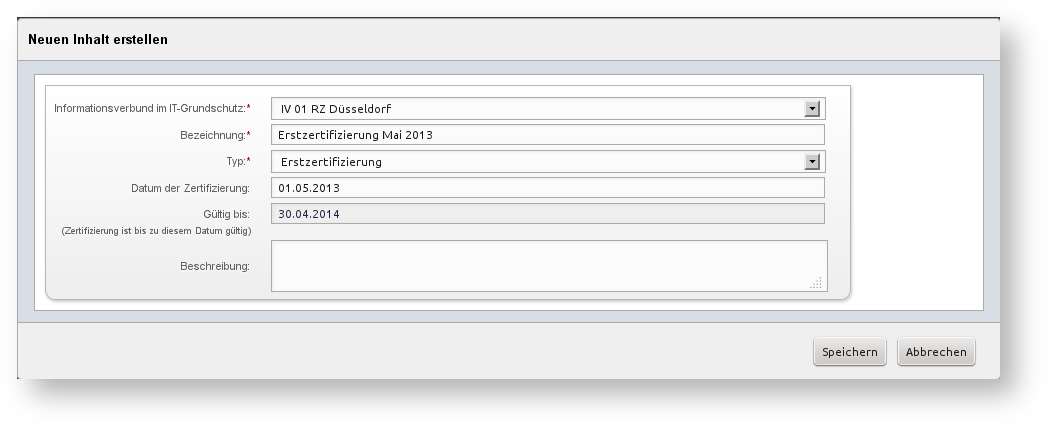 Neuen Inhalt erstellen
Informationsverbund im IT-Grundschutz:* IV 01 RZ Düsseldorf
Bezeichnung:* Erstzertifizierung Mai 2013
Typ:* Erstzertifizierung
Datum der Zertifizierung: 01.05.2013
Gültig bis: 30.04.2014
(Zertifizierung ist bis zu diesem Datum gültig)
Beschreibung:
Speichern Abbrechen